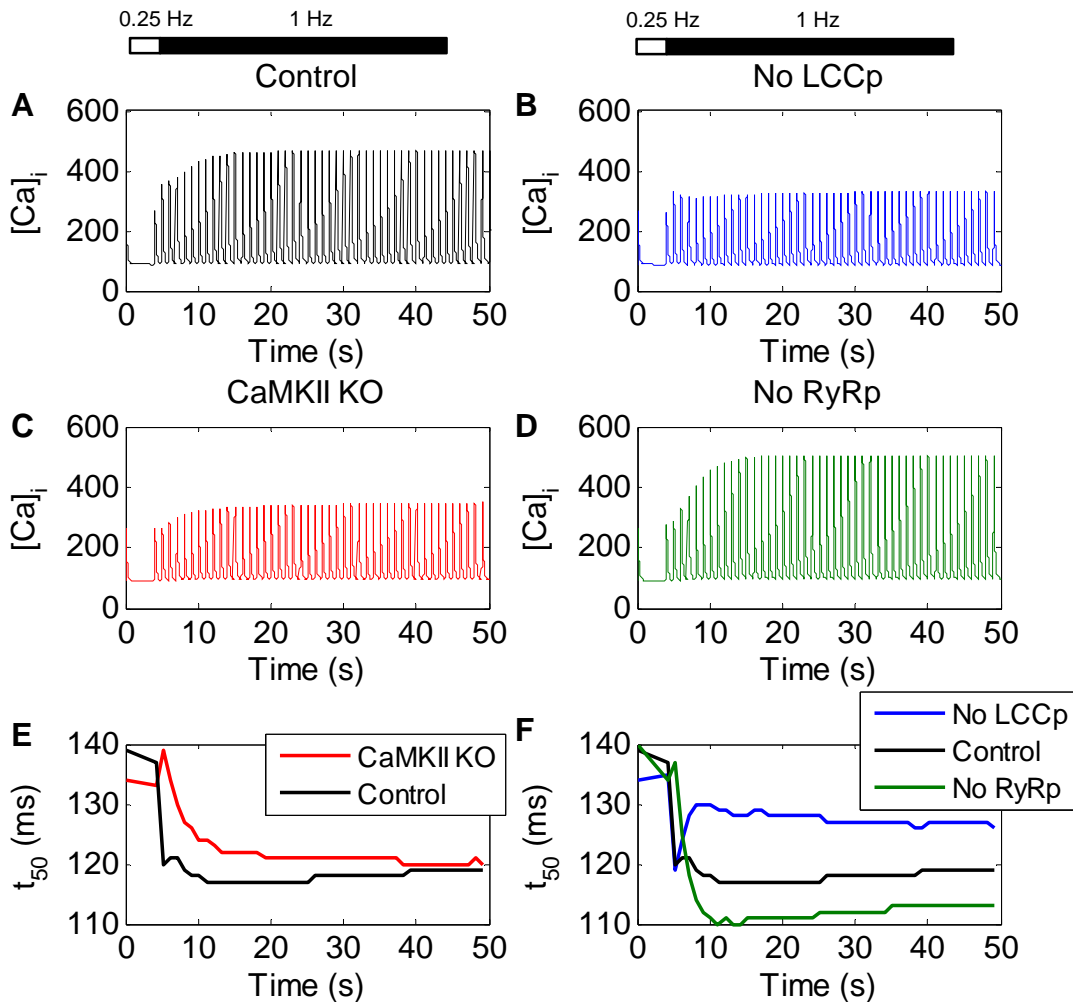 0.25 Hz 1 Hz
1 Hz
0.25 Hz
Control
No LCCp
A
600
400
200
0
[Ca]i
0 10 20 30 40 50
Time (s)
B
600
400
200
0
[Ca]i
0 10 20 30 40 50
Time (s)
CaMKII KO
No RyRp
C
600
400
200
0
[Ca]i
0 10 20 30 40 50
Time (s)
D
600
400
200
0
[Ca]i
0 10 20 30 40 50
Time (s)
E
140
130
120
110
t50 (ms)
CaMKII KO
Control
0 10 20 30 40 50
Time (s)
F
140
130
120
110
t50 (ms)
No LCCp
Control
No RyRp
0 10 20 30 40 50
Time (s)